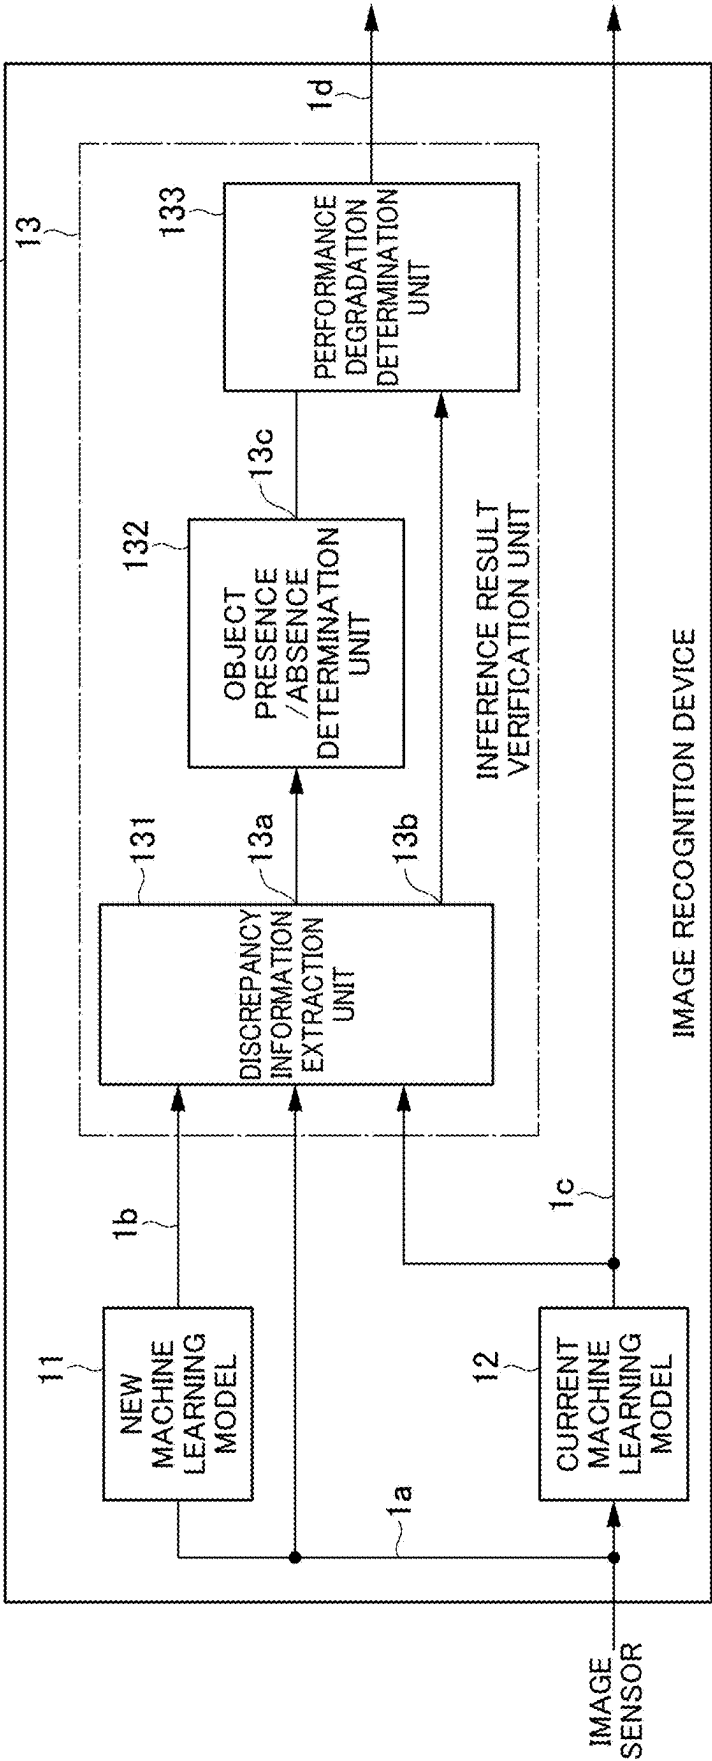 13
1d
133
PERFORMANCE
DEGRADATION
DETERMINATION
UNIT
13c
132
OBJECT
PRESENCE
/ABSENCE
DETERMINATION
UNIT
INFERENCE RESULT
VERIFICATION UNIT
131
13a
13b
DISCREPANCY
INFORMATION
EXTRACTION
UNIT
IMAGE RECOGNITION DEVICE
1b
1c
11
NEW
MACHINE
LEARNING
MODEL
12
CURRENT
MACHINE
LEARNING
MODEL
1a
IMAGE
SENSOR